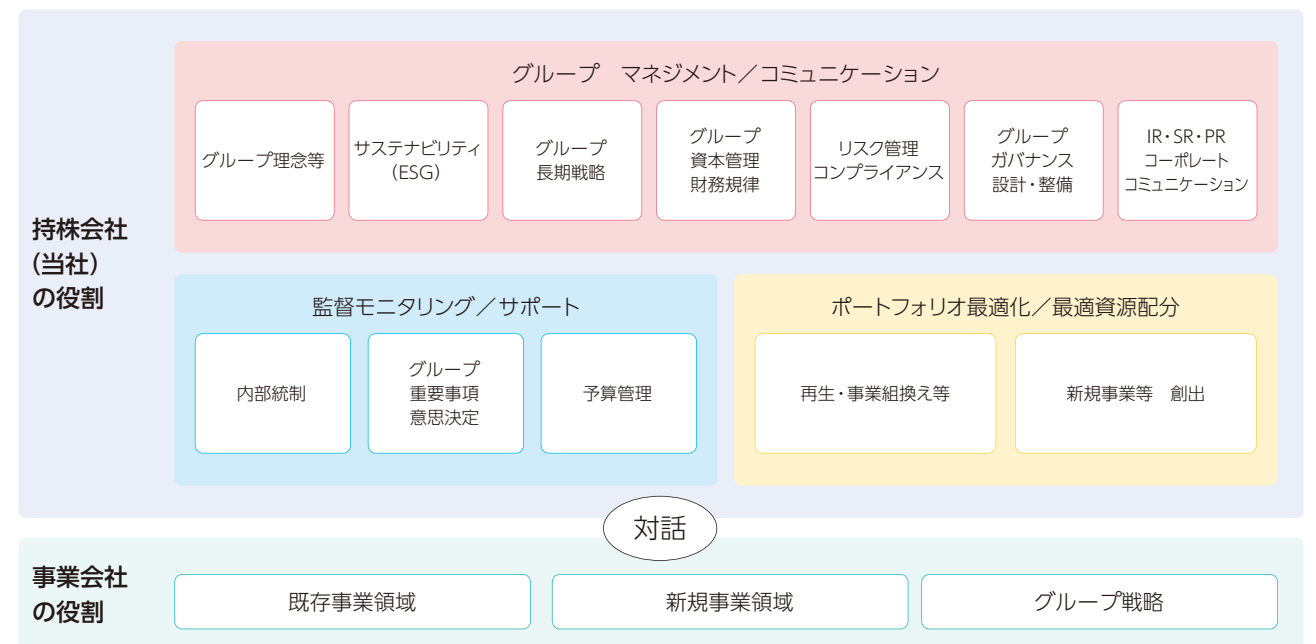 持株会社
(当社)
の役割
グループ　マネジメント／コミュニケーション
グループ理念等
サステナビリティ
(ESG)
グループ
長期戦略
グループ
資本管理
財務規律
リスク管理
コンプライアンス
グループ
ガバナンス
設計・整備
IR・SR・PR
コーポレート
コミュニケーション
監督モニタリング／サポート
内部統制
グループ
重要事項
意思決定
予算管理
ポートフォリオ最適化／最適資源配分
再生・事業組換え等
新規事業等　創出
対話
事業会社
の役割
既存事業領域
新規事業領域
グループ戦略